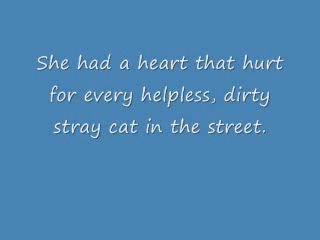 She had a heart that hurt
for every helpless, dirty
stray cat in the street.